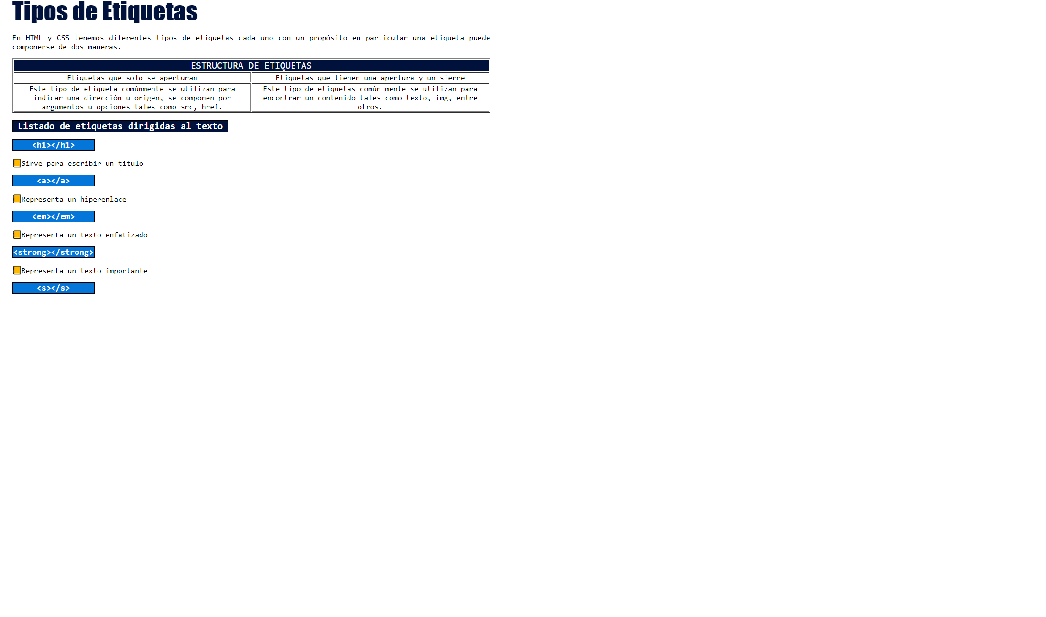 Tipos de Etiquetas
En HTML y CSS tenemos diferentes tipos de etiquetas cada uno con un propósito en particular una etiqueta puede
componerse de dos maneras.
ESTRUCTURA DE ETIQUETAS
Etiquetas que solo se aperturan
Etiquetas que tienen una apertura y un sierre
Este tipo de etiqueta comúnmente se utilizan para
indicar una dirección u origen, se componen por
argumentos u opciones tales como src, href.
Este tipo de etiquetas común mente se utilizan para
encontrar un contenido tales como texto, img, entre
otros.
Listado de etiquetas dirigidas al texto
<h1></h1>
Sirve para escribir un titulo
<a></a>
Representa un hiperenlace
<em></em>
Representa un texto enfatizado
<strong></strong>
Representa un texto importante
<s></s>